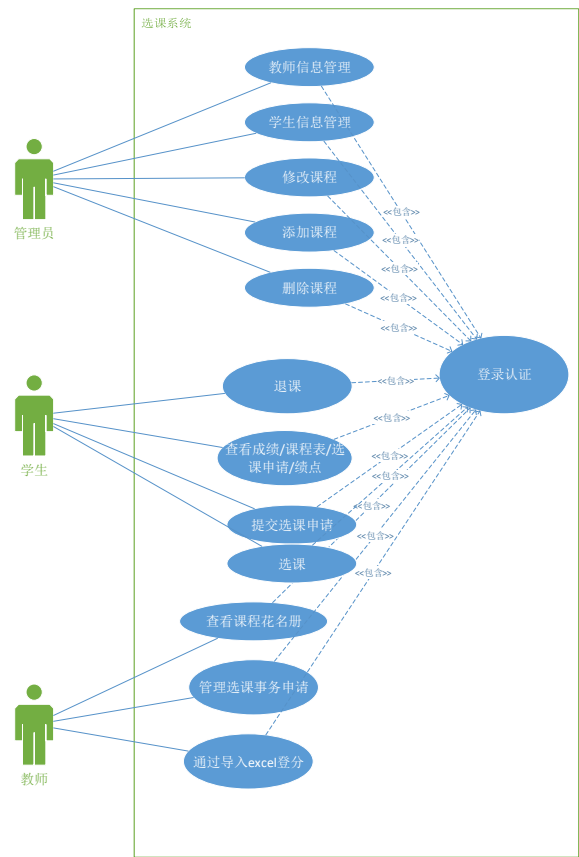 选课系统
教师信息管理
学生信息管理
管理员
修改课程
<<包含>>
添加课程
<<包含>>
<<包含>>
删除课程
<<包含>>
<<包含>>
登录认证
<<包含>>
退课
<<包含>>
学生
查看成绩/课程表/选
课申请/绩点
<<包含>>
提交选课申请
<<包含>>
<<包含>>
选课
<<包含>>
查看课程花名册
管理选课事务申请
教师
通过导入excel登分